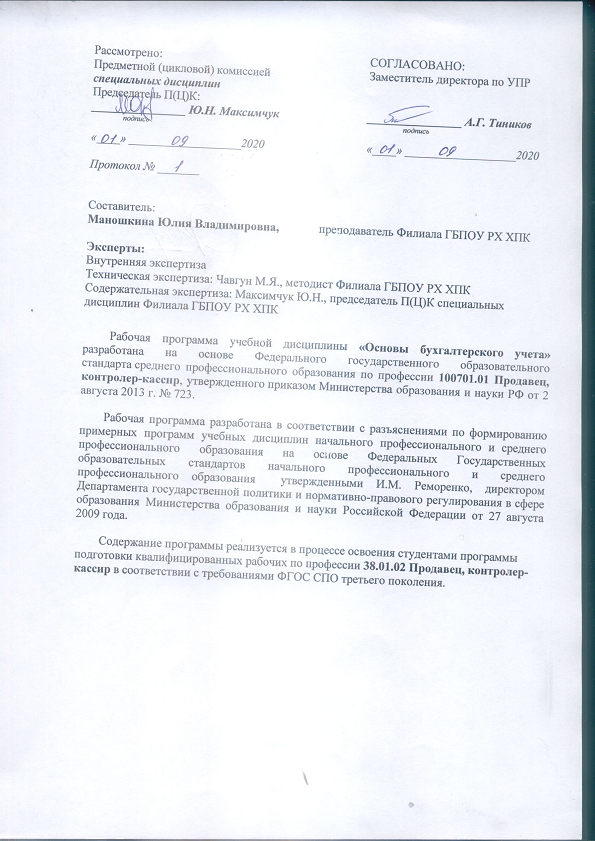 Рассмотрено:
Предметной (цикловой) комиссией
специальных дисциплин
Председатель П(Ц)К:
Ю.Н. Максимчук
подпись
« 01 » 09 2020
Протокол № 1
СОГЛАСОВАНО:
Заместитель директора по УПР
А.Г. Тиников
подпись
« 01 » 09 2020
Составитель:
Маношкина Юлия Владимировна, преподаватель Филиала ГБПОУ РХ ХПК
Эксперты:
Внутренняя экспертиза
Техническая экспертиза: Чавгун М.Я., методист Филиала ГБПОУ РХ ХПК
Содержательная экспертиза: Максимчук Ю.Н., председатель П(Ц)К специальных
дисциплин Филиала ГБПОУ РХ ХПК
Рабочая программа учебной дисциплины «Основы бухгалтерского учета»
разработана на основе Федерального государственного образовательного
стандарта среднего профессионального образования по профессии 100701.01 Продавец,
контролер-кассир, утвержденного приказом Министерства образования и науки РФ от 2
августа 2013 г. № 723.
Рабочая программа разработана в соответствии с разъяснениями по формированию
примерных программ учебных дисциплин начального профессионального и среднего
профессионального образования на основе Федеральных Государственных
образовательных стандартов начального профессионального и среднего
профессионального образования утвержденными И.М. Реморенко, директором
Департамента государственной политики и нормативно-правового регулирования в сфере
образования Министерства образования и науки Российской Федерации от 27 августа
2009 года.
Содержание программы реализуется в процессе освоения студентами программы
подготовки квалифицированных рабочих по профессии 38.01.02 Продавец, контролер-
кассир в соответствии с требованиями ФГОС СПО третьего поколения.